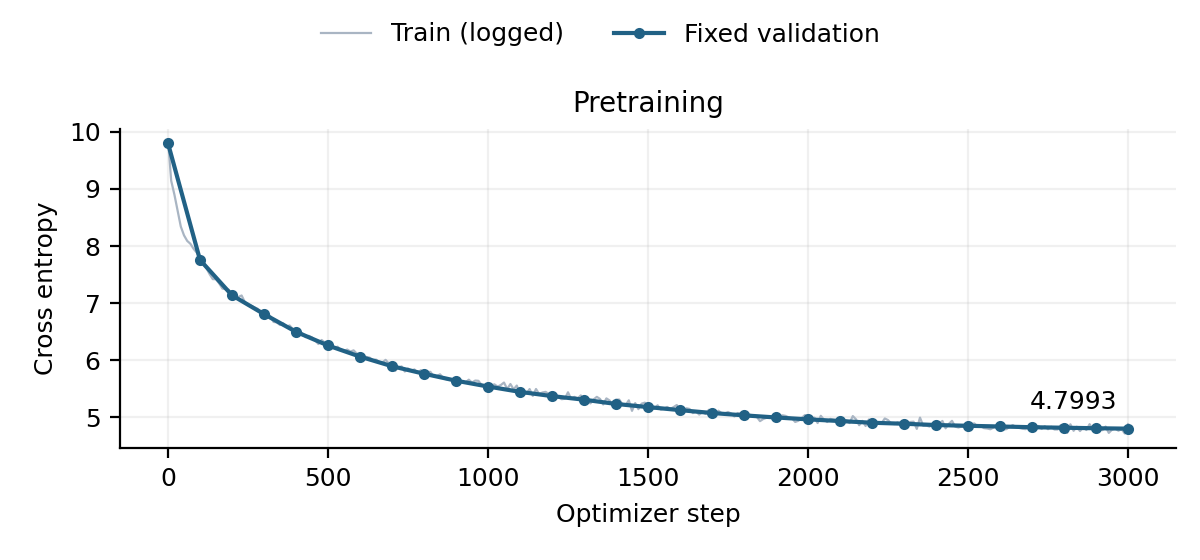 Train (logged) Fixed validation
Pretraining
Cross entropy
10
9
8
7
6
5
4.7993
0 500 1000 1500 2000 2500 3000
Optimizer step